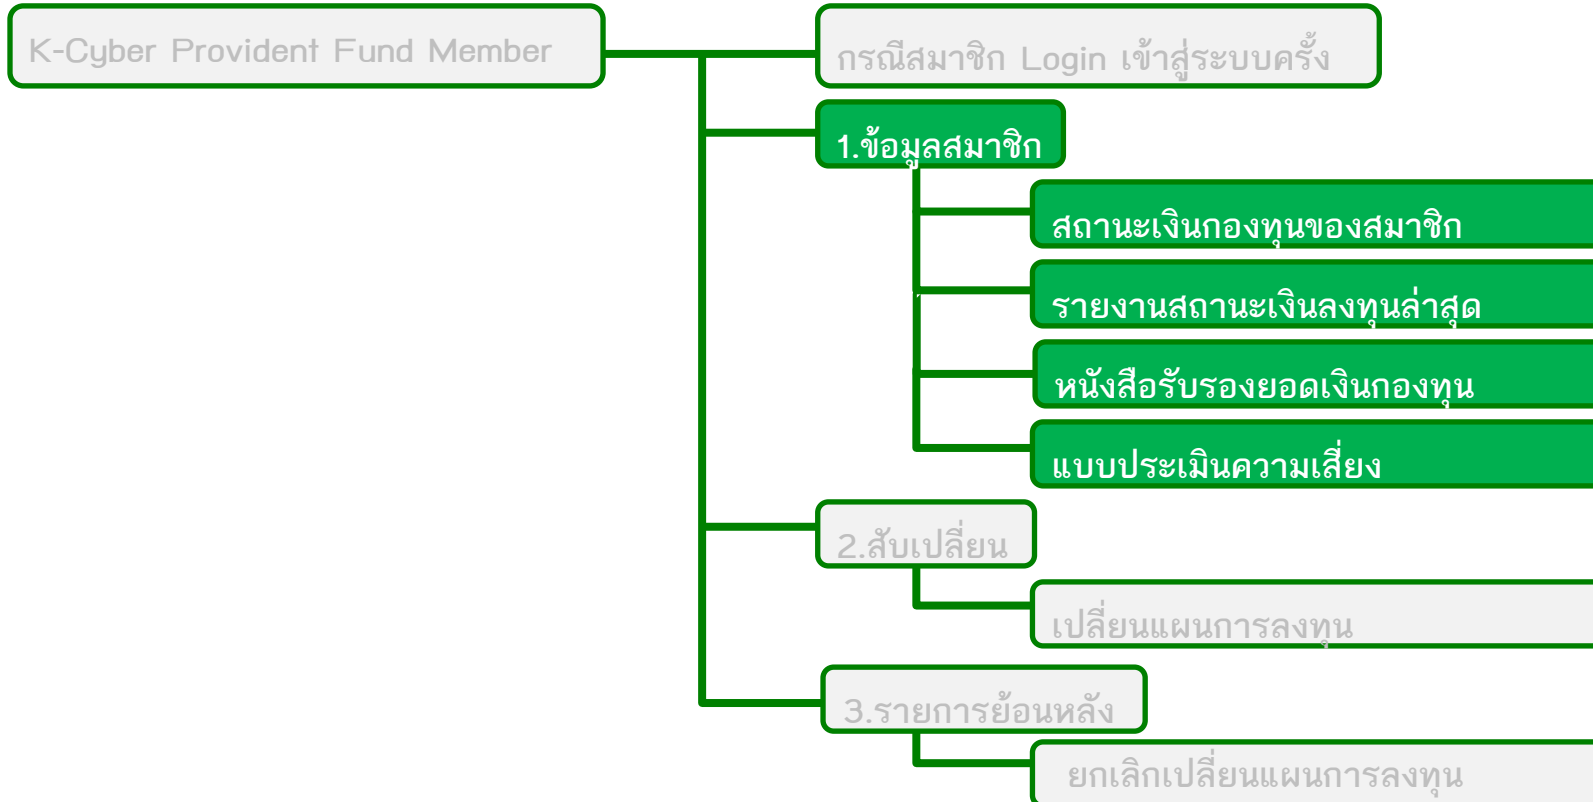 K-Cyber Provident Fund Member
กรณีสมาชิก Login เข้าสู่ระบบครั้ง
1.ข้อมูลสมาชิก
สถานะเงินกองทุนของสมาชิก
รายงานสถานะเงินลงทุนล่าสุด
หนังสือรับรองยอดเงินกองทุน
แบบประเมินความเสี่ยง
2.สับเปลี่ยน
เปลี่ยนแผนการลงทุน
3.รายการย้อนหลัง
ยกเลิกเปลี่ยนแผนการลงทุน